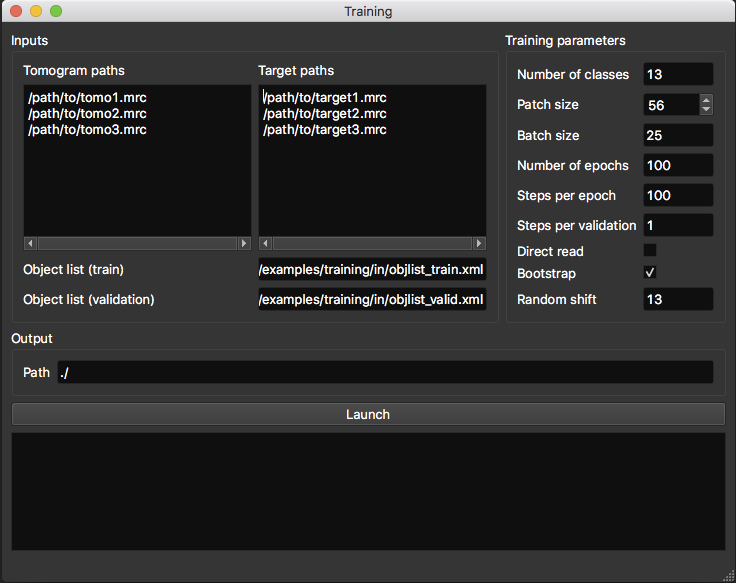 Training
Inputs
Tomogram paths
/path/to/tomo1.mrc
/path/to/tomo2.mrc
/path/to/tomo3.mrc
Target paths
/path/to/target1.mrc
/path/to/target2.mrc
/path/to/target3.mrc
Object list (train)
/examples/training/in/objlist_train.xml
Object list (validation)
/examples/training/in/objlist_valid.xml
Training parameters
Number of classes 13
Patch size 56
Batch size 25
Number of epochs 100
Steps per epoch 100
Steps per validation 1
Direct read
Bootstrap
Random shift 13
Output
Path ./
Launch